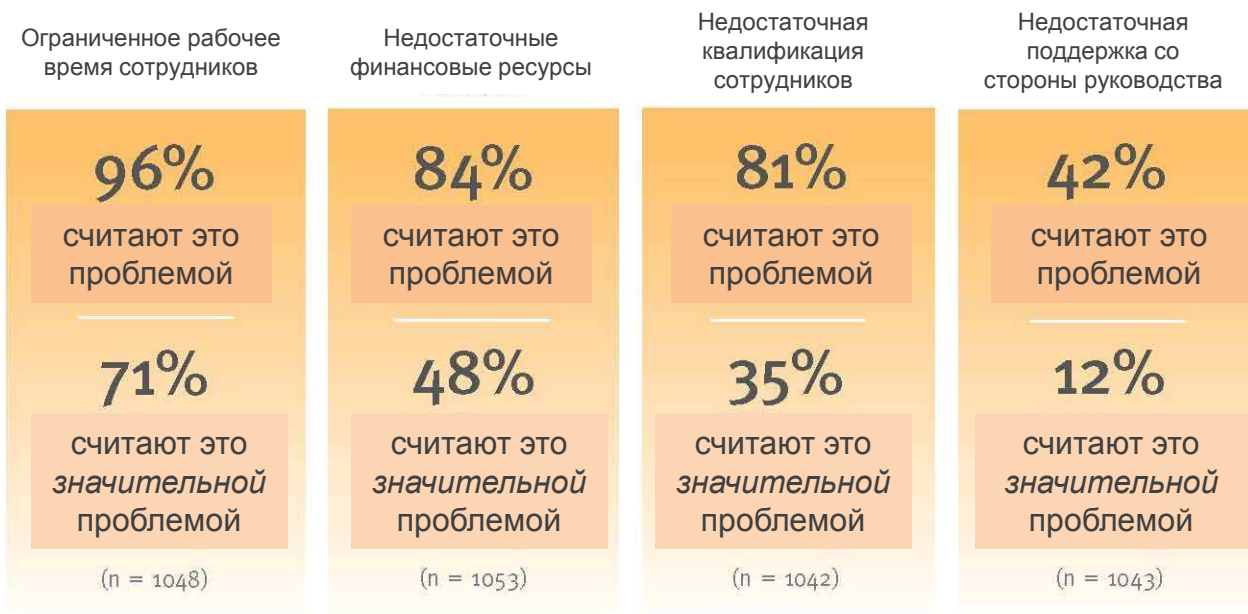 Ограниченное рабочее
время сотрудников
96%
считают это
проблемой
71%
считают это
значительной
проблемой
(n = 1048)
Недостаточные
финансовые ресурсы
84%
считают это
проблемой
48%
считают это
значительной
проблемой
(n = 1053)
Недостаточная
квалификация
сотрудников
81%
считают это
проблемой
35%
считают это
значительной
проблемой
(n = 1042)
Недостаточная
поддержка со
стороны руководства
42%
считают это
проблемой
12%
считают это
значительной
проблемой
(n = 1043)